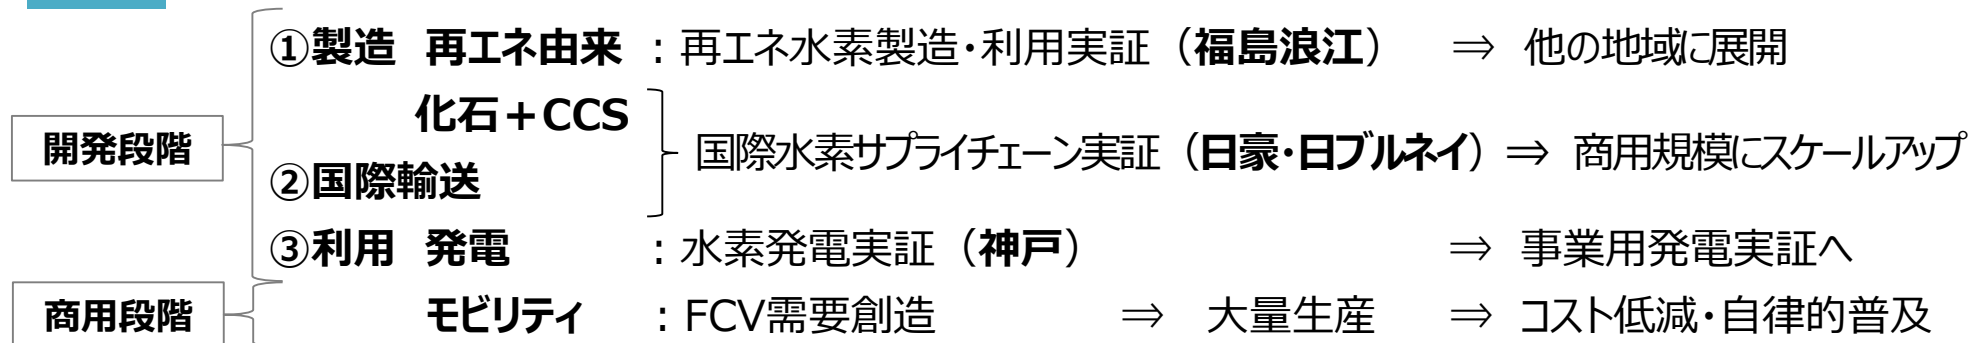 ①製造 再エネ由来 ：再エネ水素製造・利用実証（福島浪江） ⇒ 他の地域に展開
化石＋CCS
開発段階
国際水素サプライチェーン実証（日豪・日ブルネイ）⇒ 商用規模にスケールアップ
②国際輸送
③利用 発電 ：水素発電実証（神戸） ⇒ 事業用発電実証へ
商用段階
モビリティ ：FCV需要創造 ⇒ 大量生産 ⇒ コスト低減・自律的普及